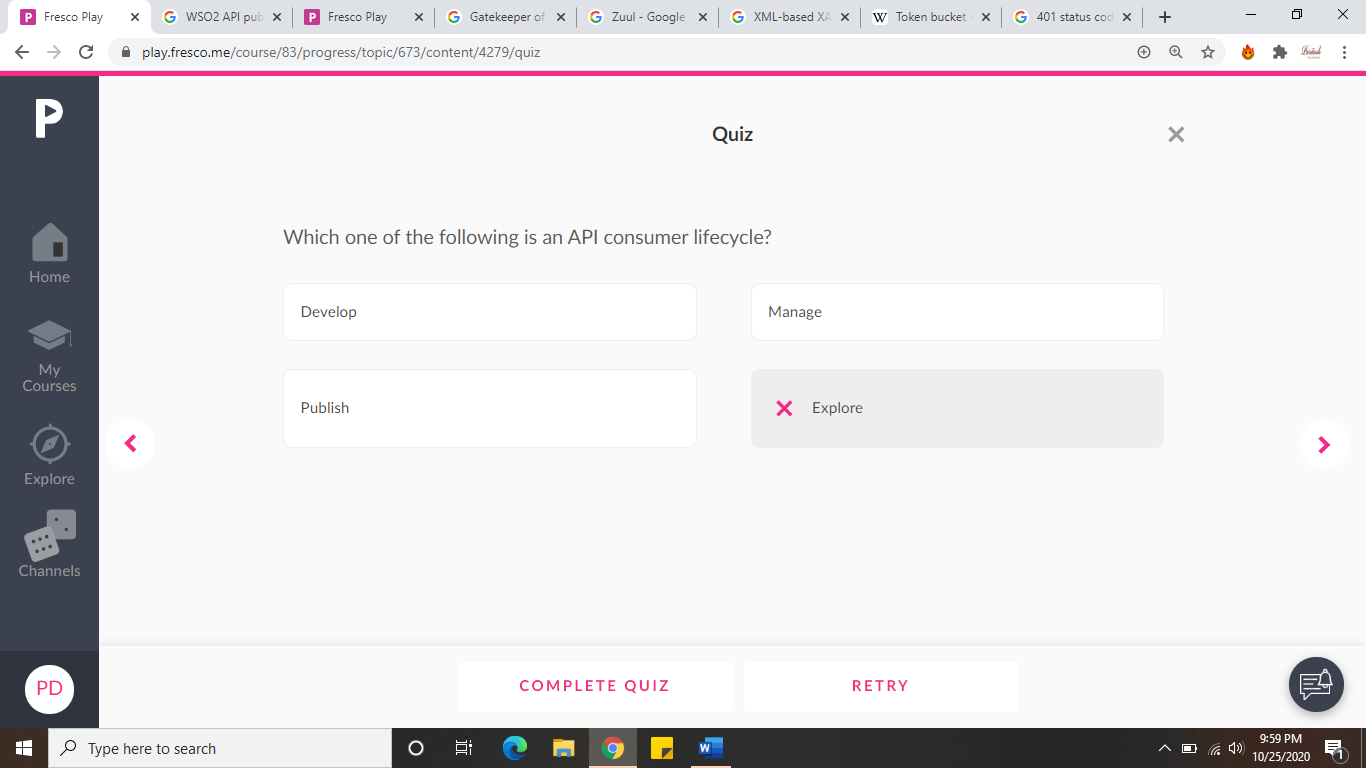 Fresco Play
WSO2 API pub
Fresco Play
Gatekeeper of
Zuul - Google
XML-based XA
Token bucket -
401 status cod
play.fresco.me/course/83/progress/topic/673/content/4279/quiz
Quiz
Which one of the following is an API consumer lifecycle?
Develop
Manage
Publish
Explore
Home
My
Courses
Explore
Channels
PD
COMPLETE QUIZ
RETRY
Type here to search
9:59 PM
10/25/2020
1